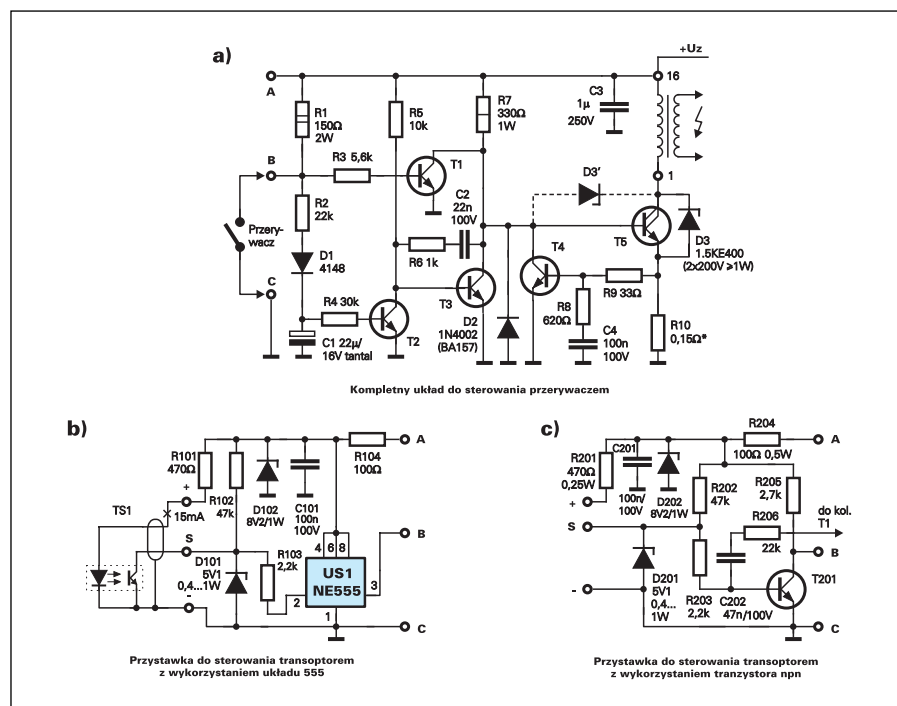 a)
+Uz
A
16
R1
150Ω
2W
R5
10k
R7
330Ω
1W
C3
1µ
250V
B
R3 5,6k
T1
D3'
1
R2
22k
C2
22n
100V
Przery-
wacz
T4
T5
D3
1.5KE400
(2x200V ≥1W)
D1
4148
R6 1k
R9 33Ω
C
R4 30k
T3
R8
620Ω
T2
D2
1N4002
(BA157)
C4
100n
100V
R10
0,15Ω*
C1 22µ/
16V tantal
Kompletny układ do sterowania przerywaczem
b)
A
R104
100Ω
R101
470Ω
+
R102
47k
D102
8V2/1W
C101
100n
100V
TS1
15mA
S
B
D101
5V1
0,4...
1W
R103
2,2k
4 6 8
US1
NE555
3
2
1
-
C
Przystawka do sterowania transoptorem
z wykorzystaniem układu 555
c)
R204
A
100Ω 0,5W
R201
470Ω
0,25W
C201
100n/
100V
D202
8V2/1W
R202
47k
R205
2,7k
+
S
R206
22k
do kol.
T1
B
D201
5V1
0,4...
1W
-
R203
2,2k
C202
47n/100V
T201
C
Przystawka do sterowania transoptorem
z wykorzystaniem tranzystora npn